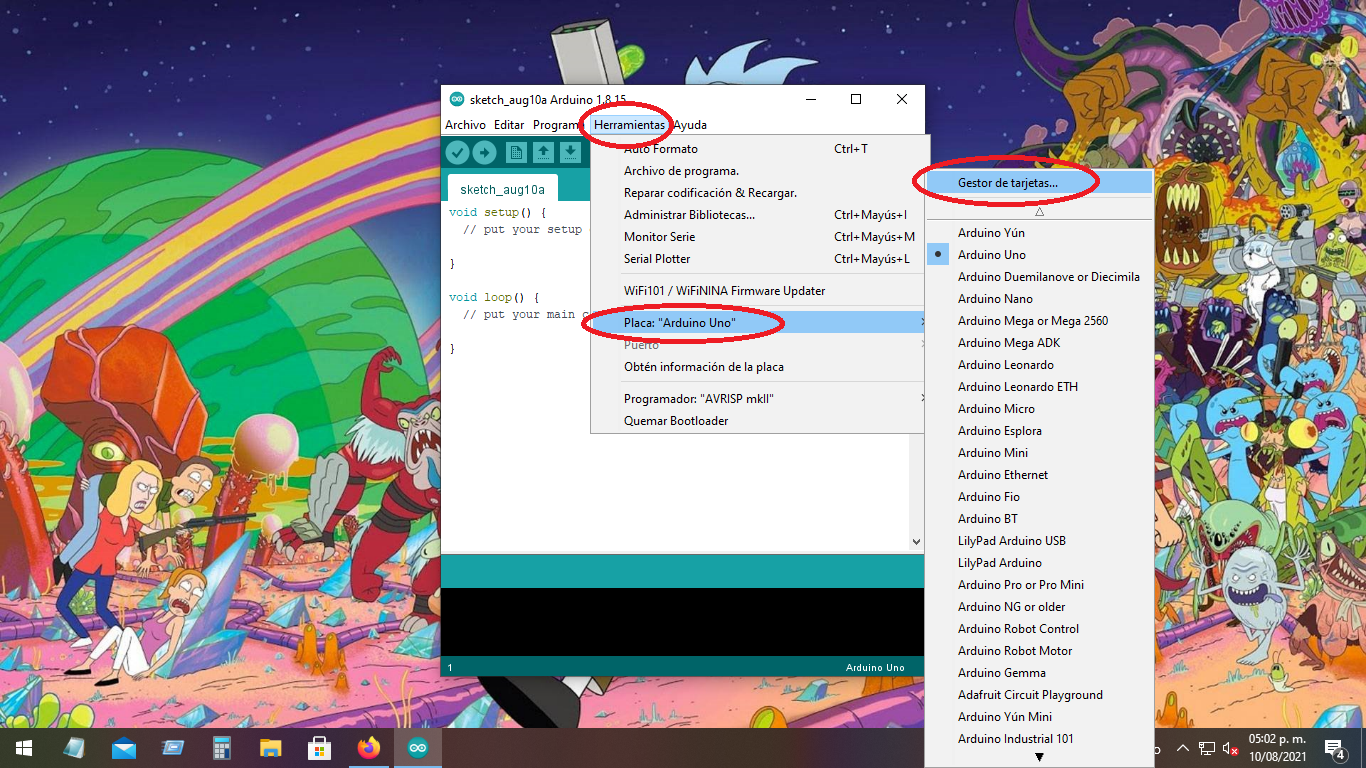 sketch_aug10a Arduino 1.8.15
Archivo Editar Programa Herramientas Ayuda
sketch_aug10a
void setup() {
// put your setup
}
void loop() {
// put your main c
}
1
Arduino Uno
Auto Formato Ctrl+T
Archivo de programa.
Reparar codificación & Recargar.
Administrar Bibliotecas... Ctrl+Mayús+I
Monitor Serie Ctrl+Mayús+M
Serial Plotter Ctrl+Mayús+L
WiFi101 / WiFiNINA Firmware Updater
Placa: "Arduino Uno"
Puerto
Obtén información de la placa
Programador: "AVRISP mkII"
Quemar Bootloader
Gestor de tarjetas...
Arduino Yún
Arduino Uno
Arduino Duemilanove or Diecimila
Arduino Nano
Arduino Mega or Mega 2560
Arduino Mega ADK
Arduino Leonardo
Arduino Leonardo ETH
Arduino Micro
Arduino Esplora
Arduino Mini
Arduino Ethernet
Arduino Fio
Arduino BT
LilyPad Arduino USB
LilyPad Arduino
Arduino Pro or Pro Mini
Arduino NG or older
Arduino Robot Control
Arduino Robot Motor
Arduino Gemma
Adafruit Circuit Playground
Arduino Yún Mini
Arduino Industrial 101
05:02 p. m.
10/08/2021
4